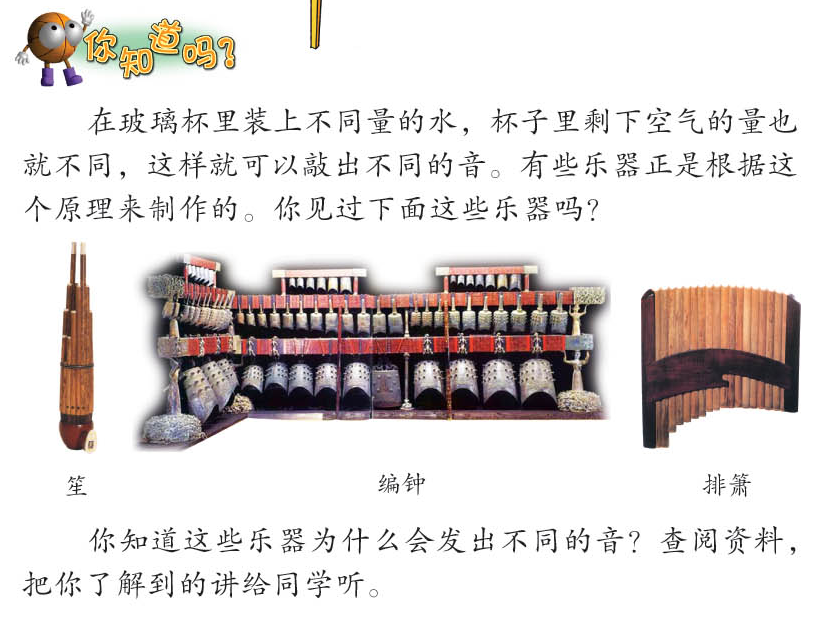 你知道吗？
在玻璃杯里装上不同量的水，杯子里剩下空气的量也
就不同，这样就可以敲出不同的音。有些乐器正是根据这
个原理来制作的。你见过下面这些乐器吗？
笙
编钟
排箫
你知道这些乐器为什么会发出不同的音？查阅资料，
把你了解到的讲给同学听。